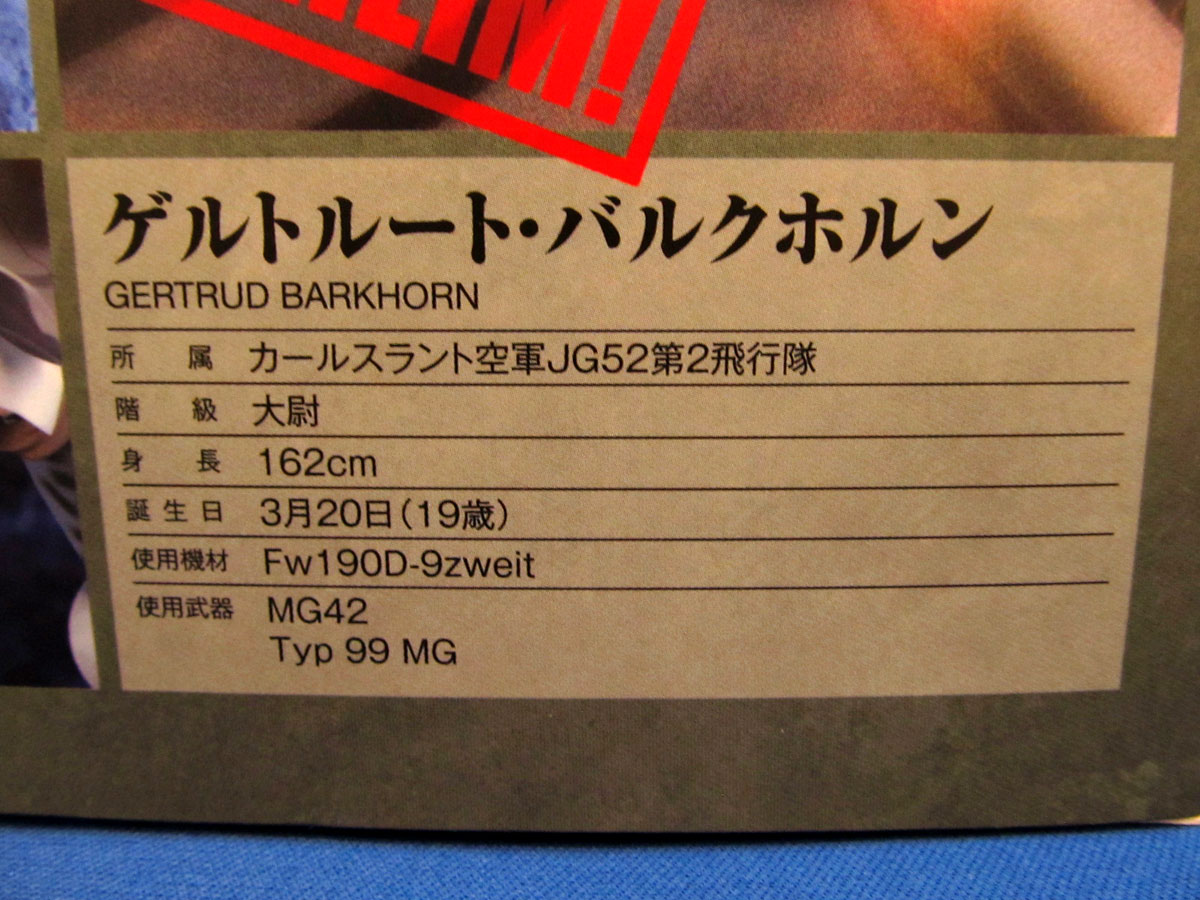 ゲルトルート・バルクホルン
GERTRUD BARKHORN
所属 カールスラント空軍JG52第2飛行隊
階級 大尉
身長 162cm
誕生日 3月20日(19歳)
使用機材 Fw190D-9zweit
使用武器 MG42
Typ 99 MG